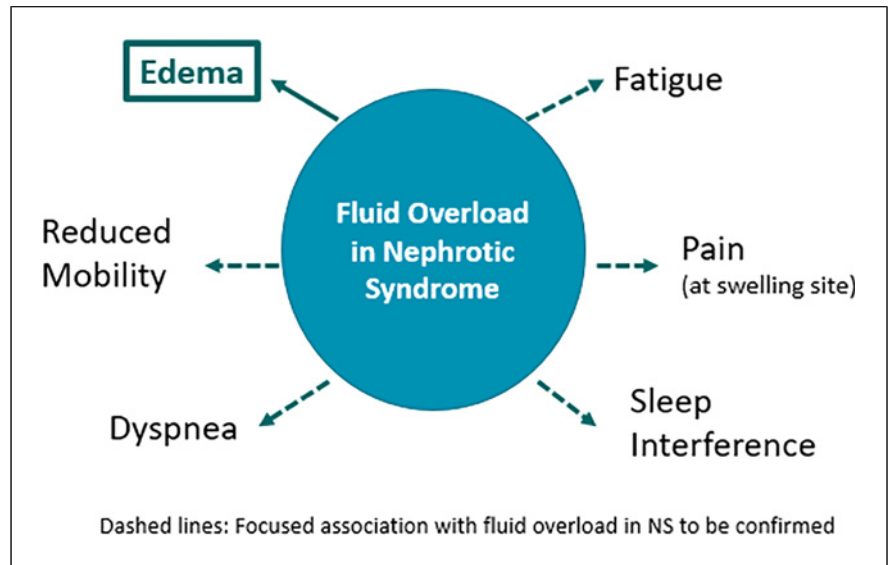 Edema
Fatigue
Fluid Overload
in Nephrotic
Syndrome
Reduced
Mobility
Pain
(at swelling site)
Dyspnea
Sleep
Interference
Dashed lines: Focused association with fluid overload in NS to be confirmed